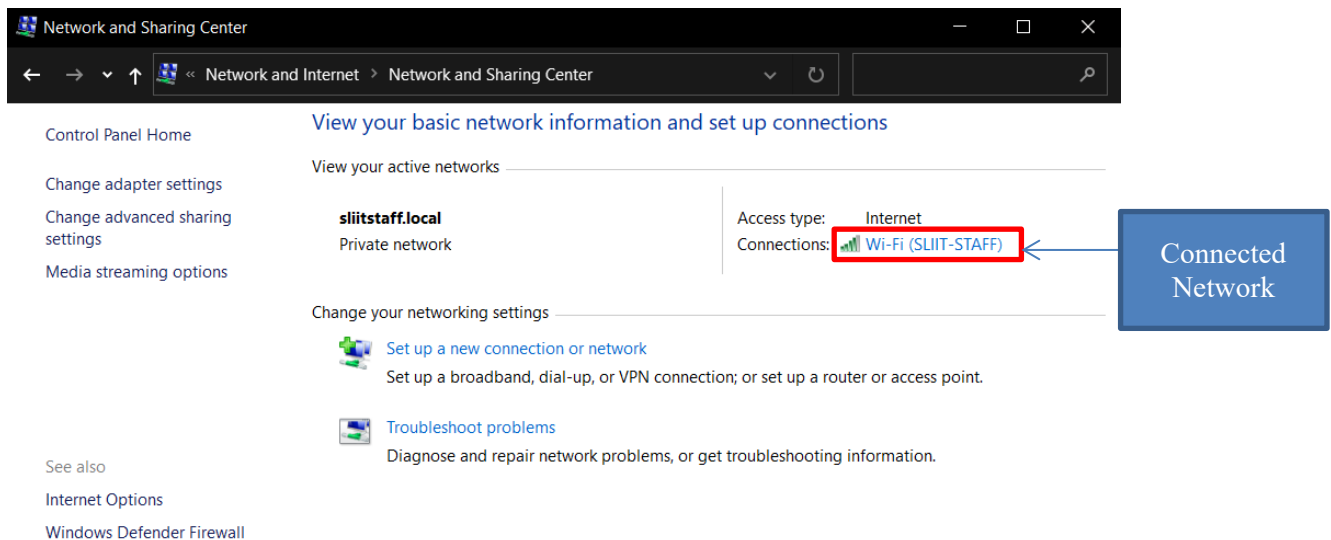 Network and Sharing Center
« Network and Internet > Network and Sharing Center
Control Panel Home
Change adapter settings
Change advanced sharing
settings
Media streaming options
View your basic network information and set up connections
View your active networks
sliitstaff.local
Private network
Access type: Internet
Connections: Wi-Fi (SLIIT-STAFF)
Connected
Network
Change your networking settings
Set up a new connection or network
Set up a broadband, dial-up, or VPN connection; or set up a router or access point.
Troubleshoot problems
Diagnose and repair network problems, or get troubleshooting information.
See also
Internet Options
Windows Defender Firewall